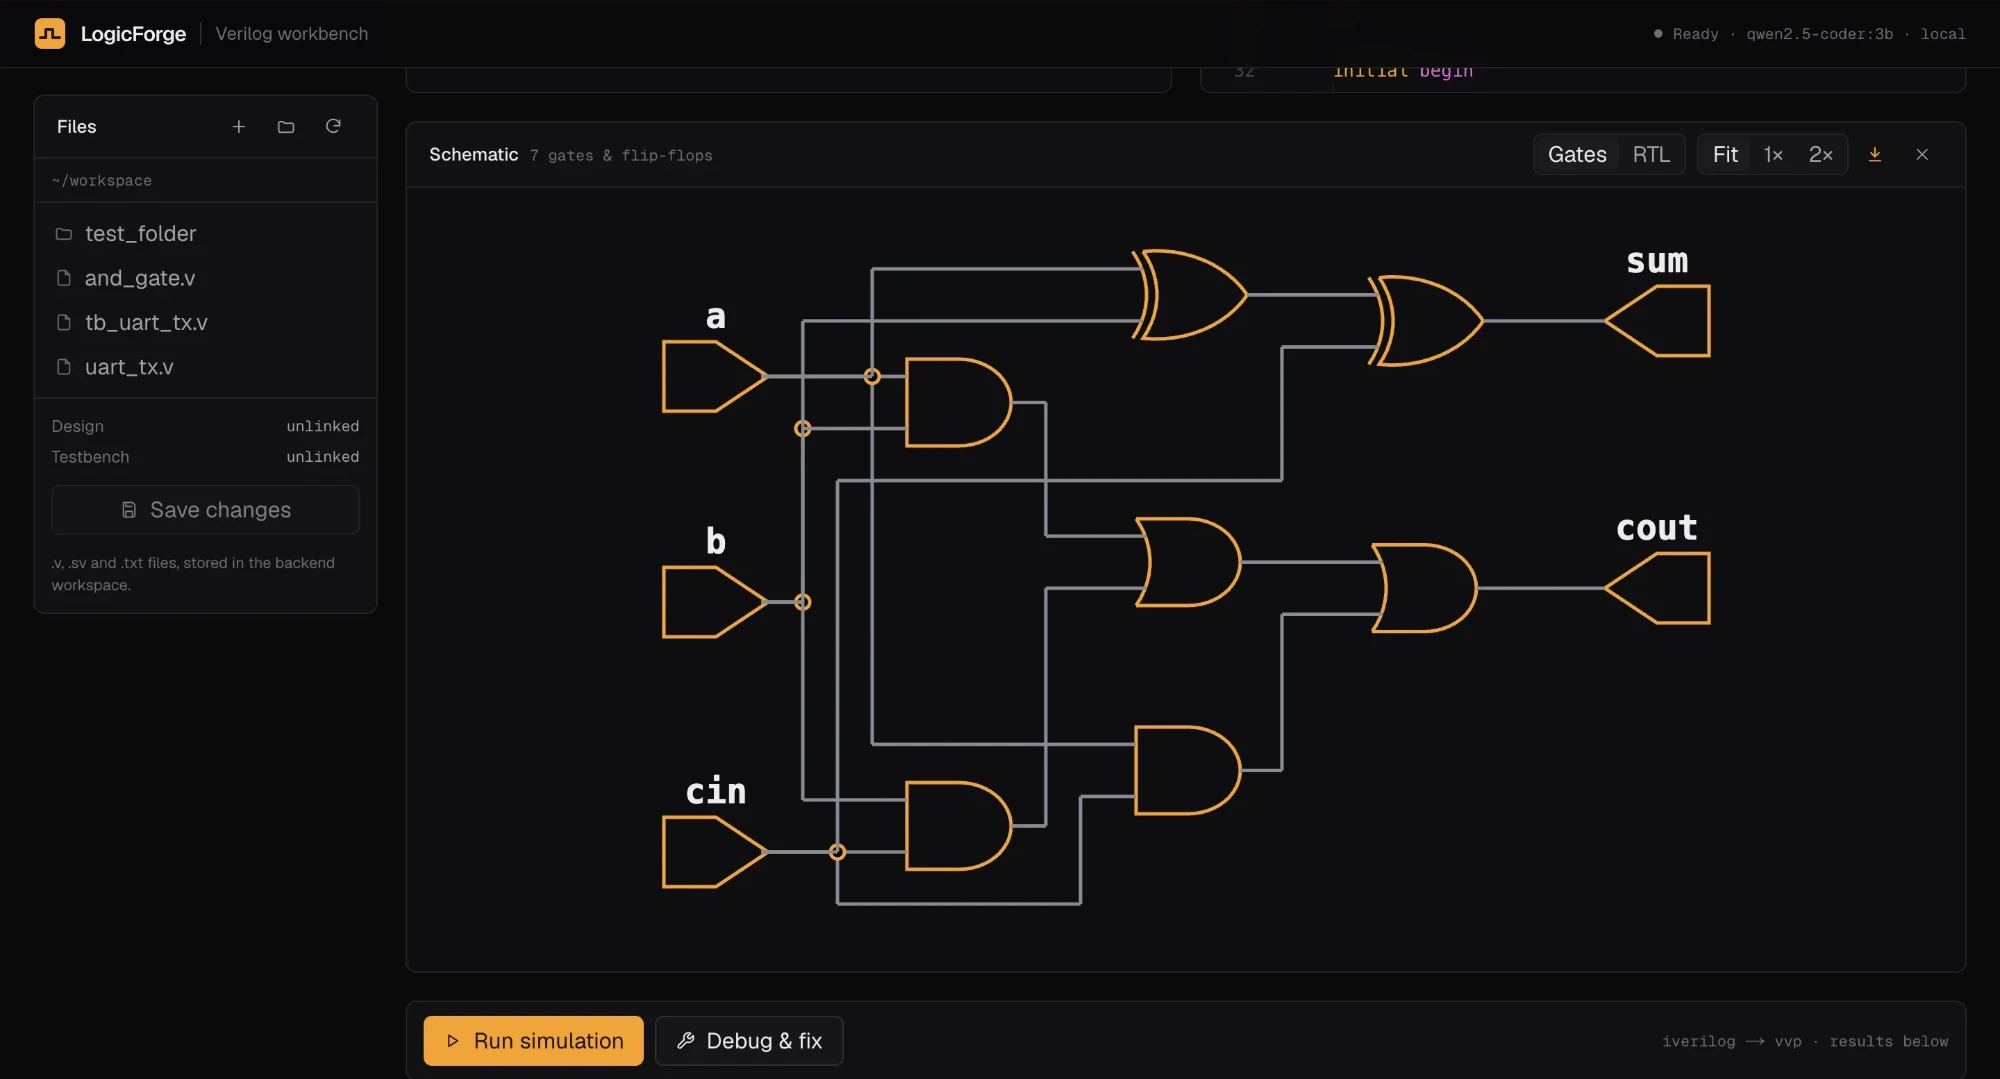 LogicForge
Verilog workbench
Ready · qwen2.5-coder:3b · local
32 initial begin
Files
~/workspace
test_folder
and_gate.v
tb_uart_tx.v
uart_tx.v
Design unlinked
Testbench unlinked
Save changes
.v, .sv and .txt files, stored in the backend
workspace.
Schematic 7 gates & flip-flops
Gates RTL Fit 1× 2×
sum
a
b
cout
cin
Run simulation
Debug & fix
iverilog → vvp · results below